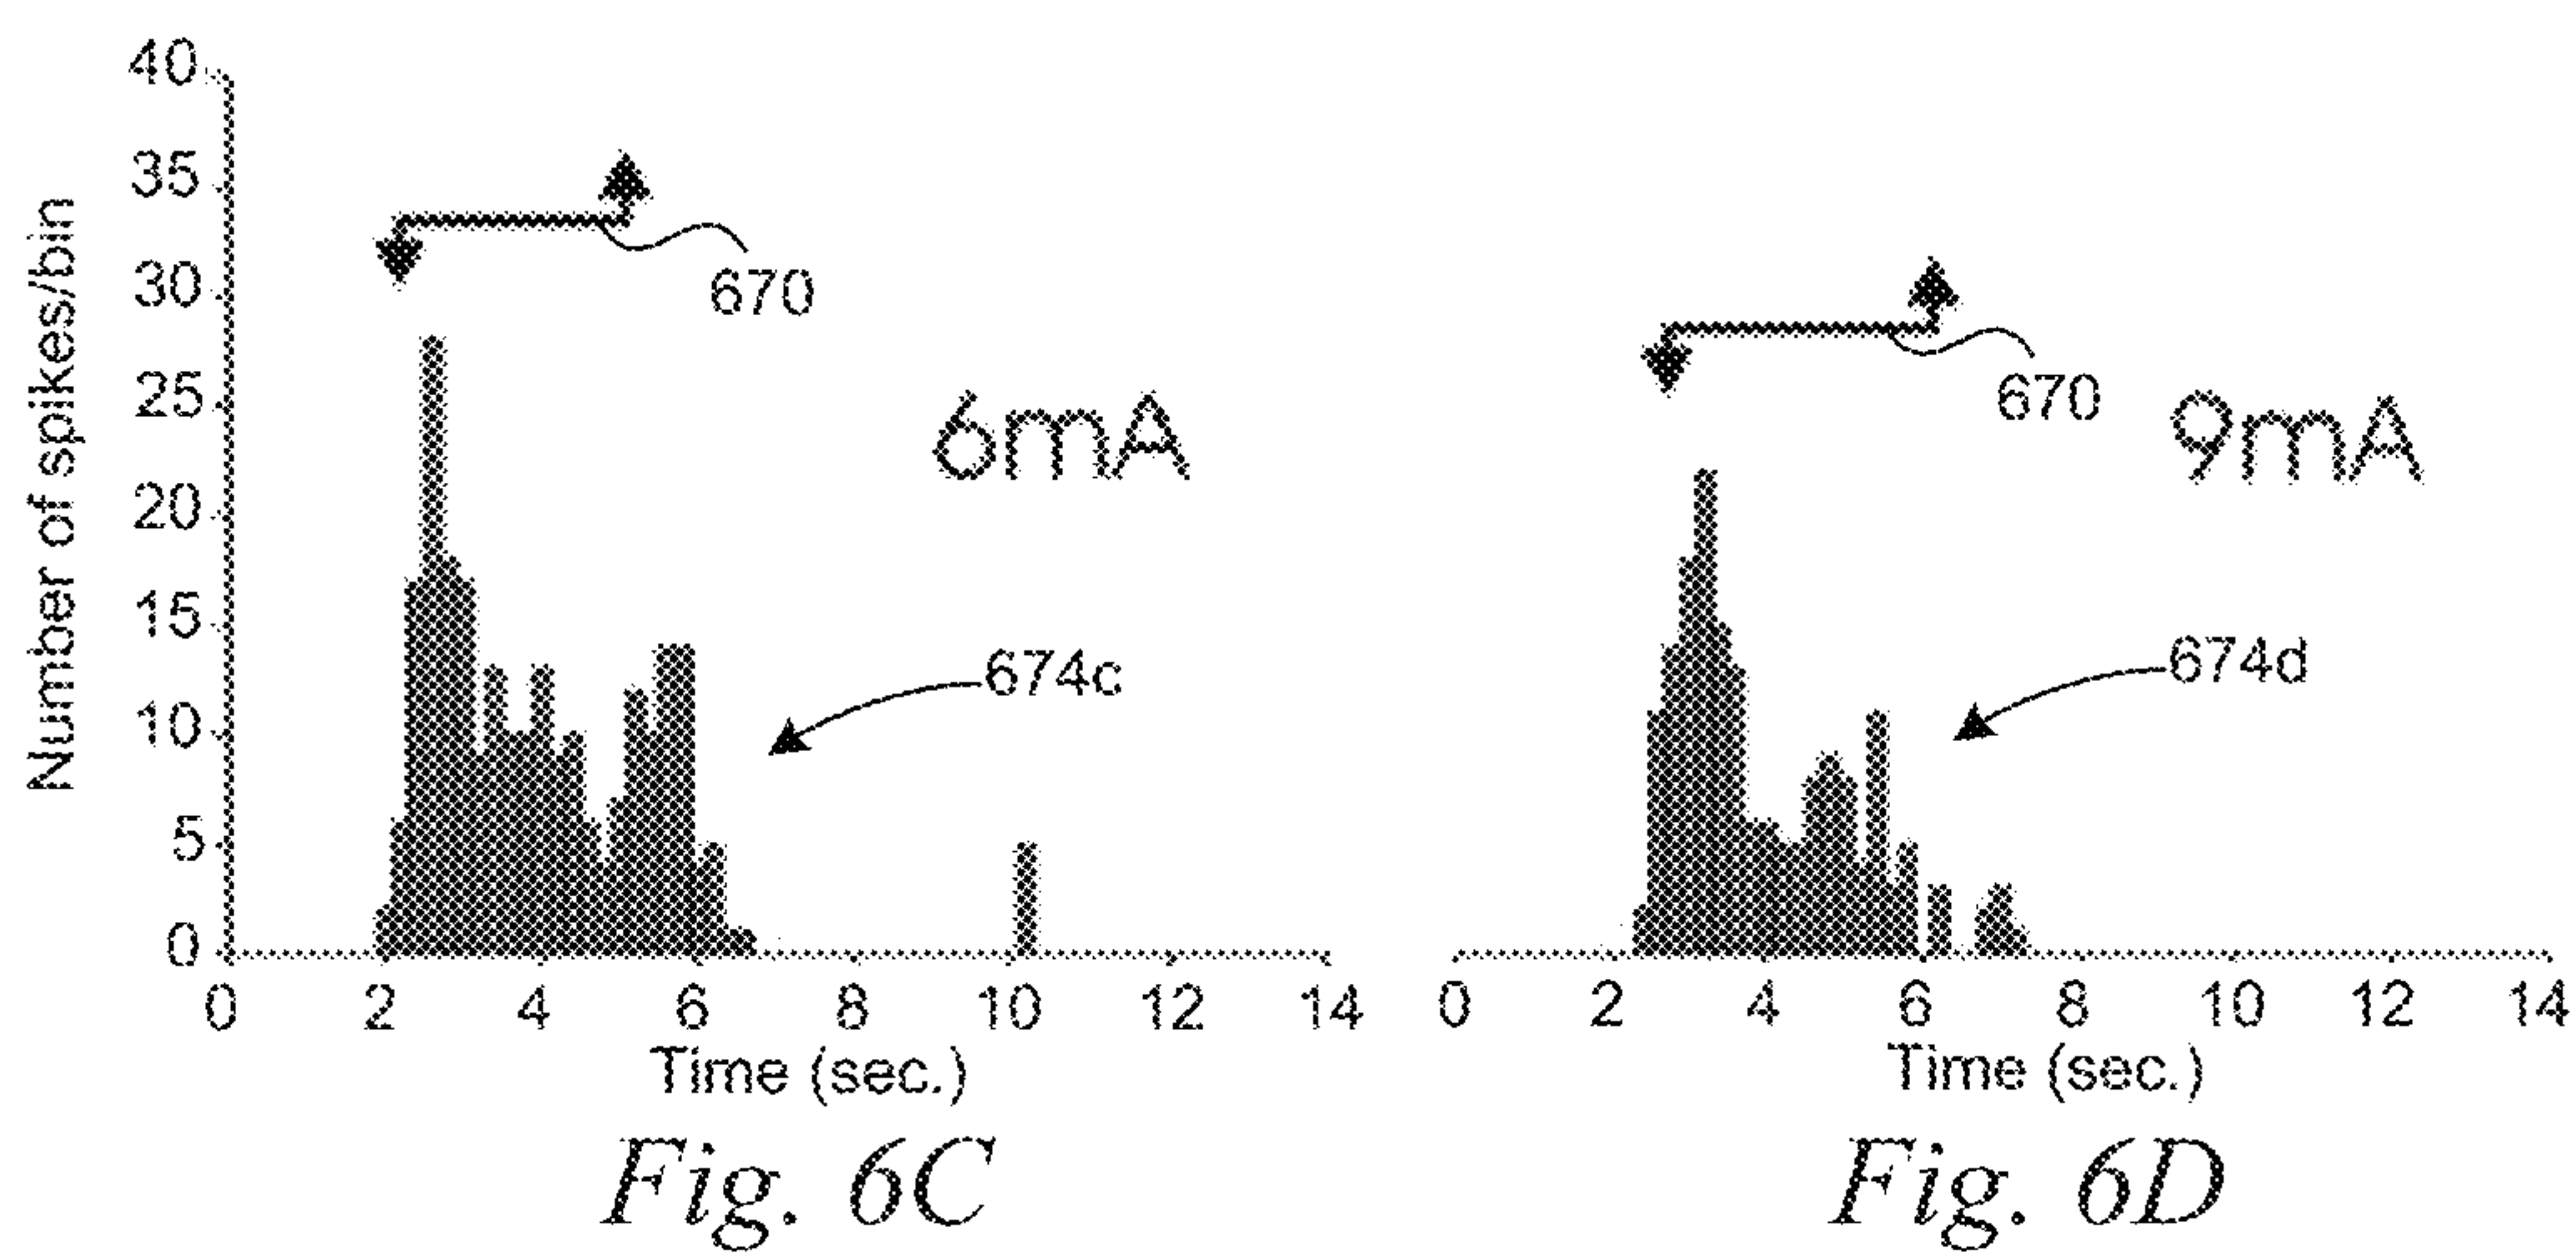 Number of spikes/bin
40
35
30
25
20
15
10
5
0
670
6mA
674c
0 2 4 6 8 10 12 14
Time (sec.)
Fig. 6C
670
9mA
674d
0 2 4 6 8 10 12 14
Time (sec.)
Fig. 6D